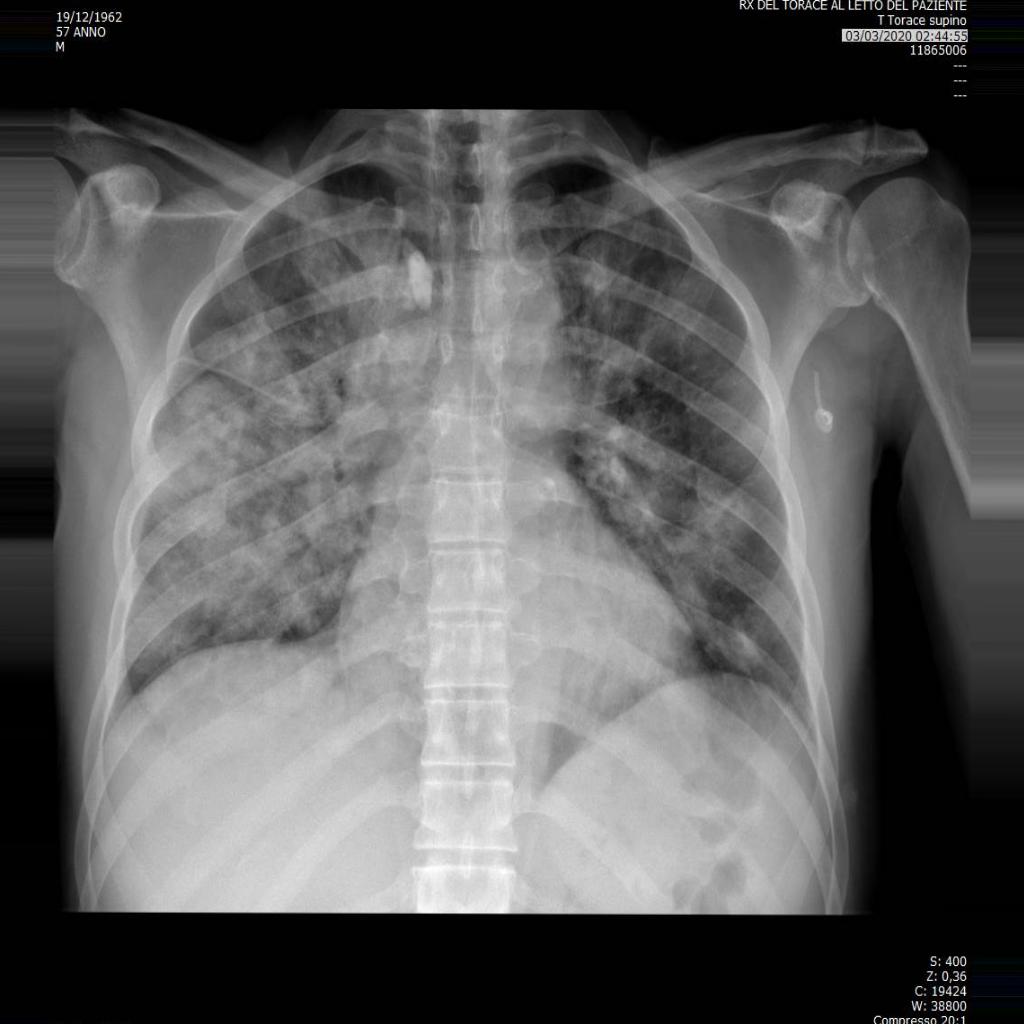 19/12/1962
57 ANNO
M
RX DEL TORACE AL LETTO DEL PAZIENTE
T Torace supino
03/03/2020 02:44:55
11865006
---
---
---
S: 400
Z: 0,36
C: 19424
W: 38800
Compresso 20:1